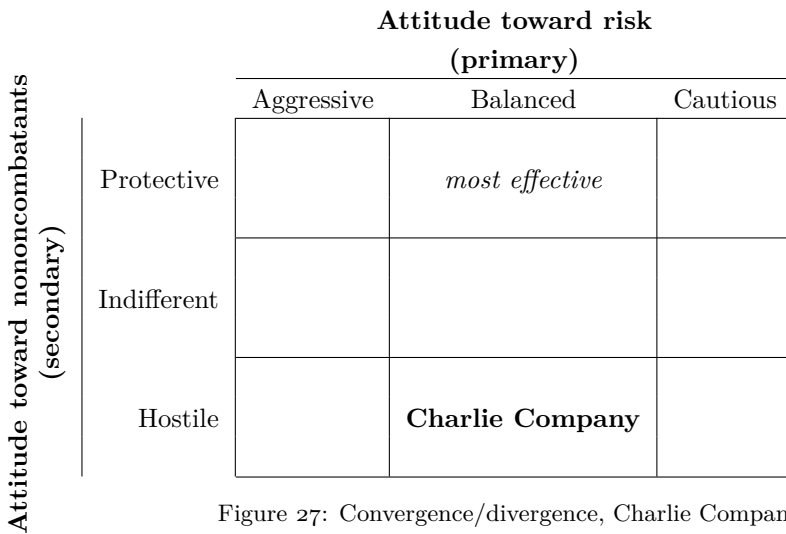 Attitude toward risk
(primary)
Aggressive Balanced Cautious
Attitude toward nononcombatants
(secondary)
Protective most effective
Indifferent
Hostile Charlie Company
Figure 27: Convergence/divergence, Charlie Compan